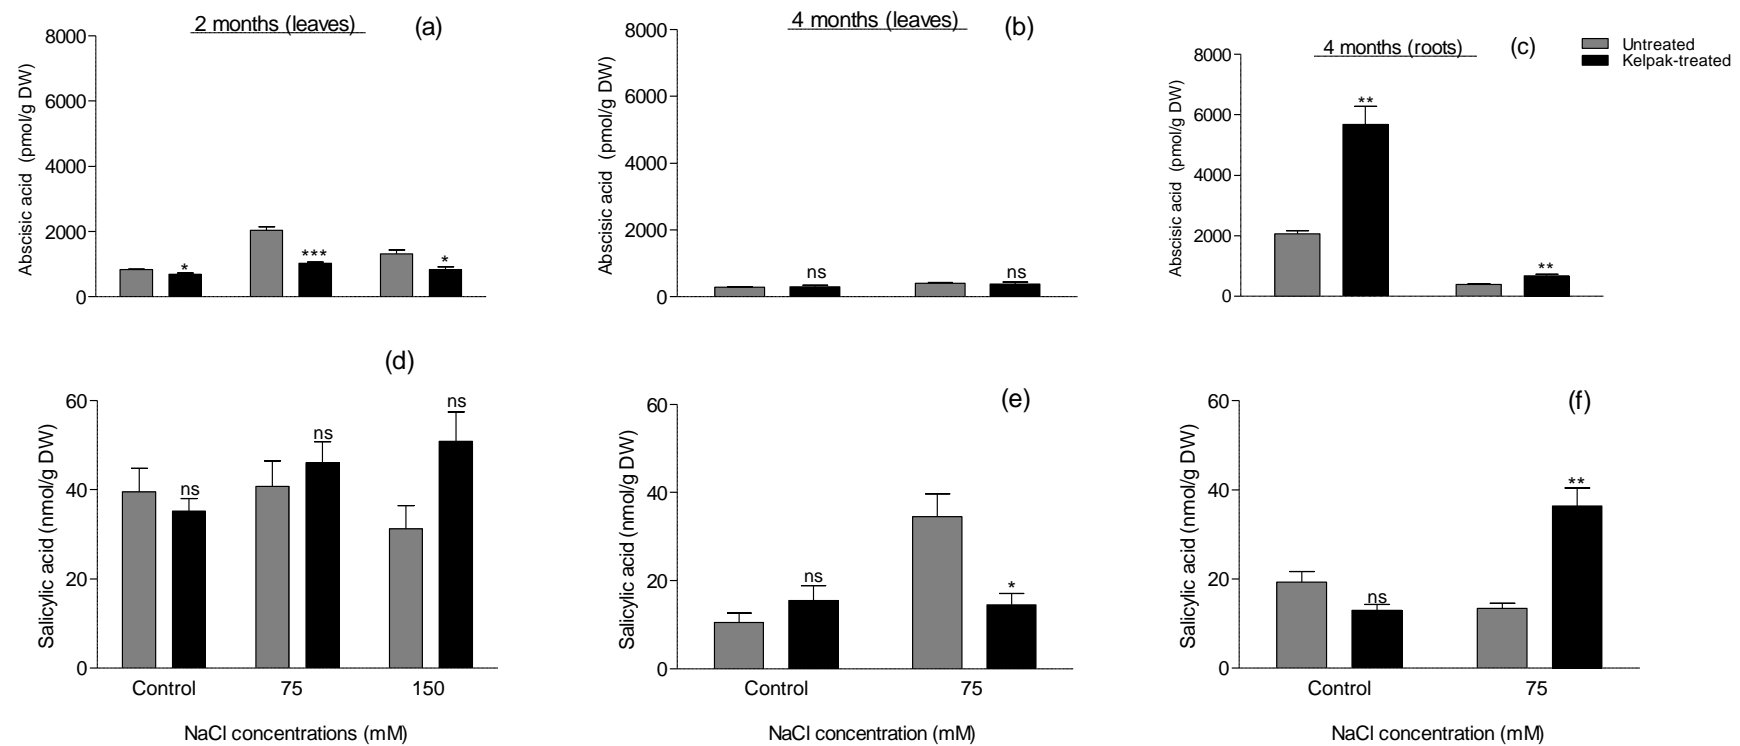 2 months (leaves) (a)
8000
6000
4000
2000
0
Abscisic acid (pmol/g DW)
*
***
*
4 months (leaves) (b)
8000
6000
4000
2000
0
Abscisic acid (pmol/g DW)
ns
ns
4 months (roots) (c)
8000
6000
4000
2000
0
Abscisic acid (pmol/g DW)
**
**
Untreated
Kelpak-treated
(d)
60
40
20
0
Salicylic acid (nmol/g DW)
ns
ns
ns
Control 75 150
NaCl concentrations (mM)
(e)
60
40
20
0
Salicylic acid (nmol/g DW)
ns
*
Control 75
NaCl concentration (mM)
(f)
60
40
20
0
Salicylic acid (nmol/g DW)
ns
**
Control 75
NaCl concentration (mM)